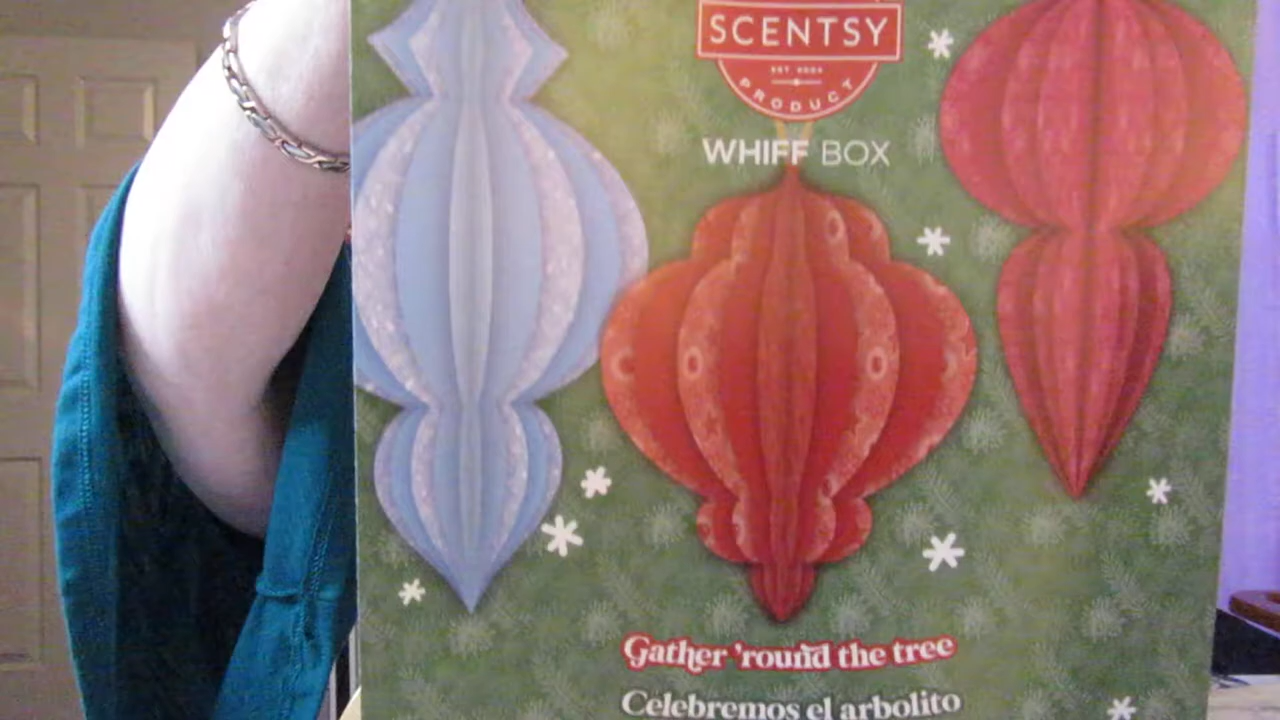 SCENTSY
EST 2004
PRODUCT
WHIFF BOX
Gather 'round the tree
Celebremos el arbolito